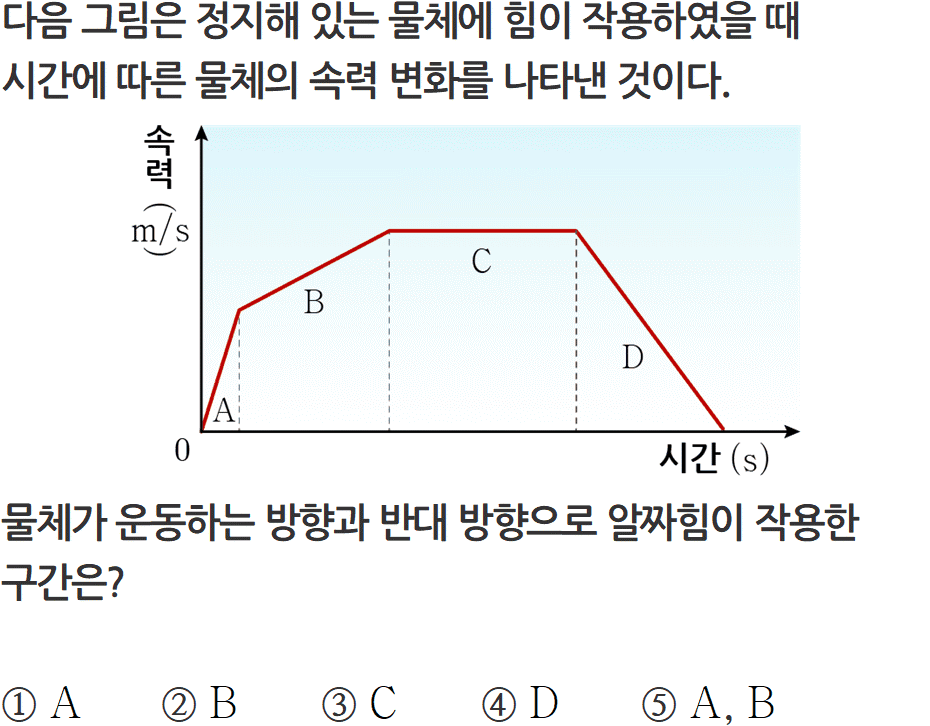 다음 그림은 정지해 있는 물체에 힘이 작용하였을 때
시간에 따른 물체의 속력 변화를 나타낸 것이다.
속력
(m/s)
C
B
D
A
0
시간 (s)
물체가 운동하는 방향과 반대 방향으로 알짜힘이 작용한
구간은?
① A ② B ③ C ④ D ⑤ A, B